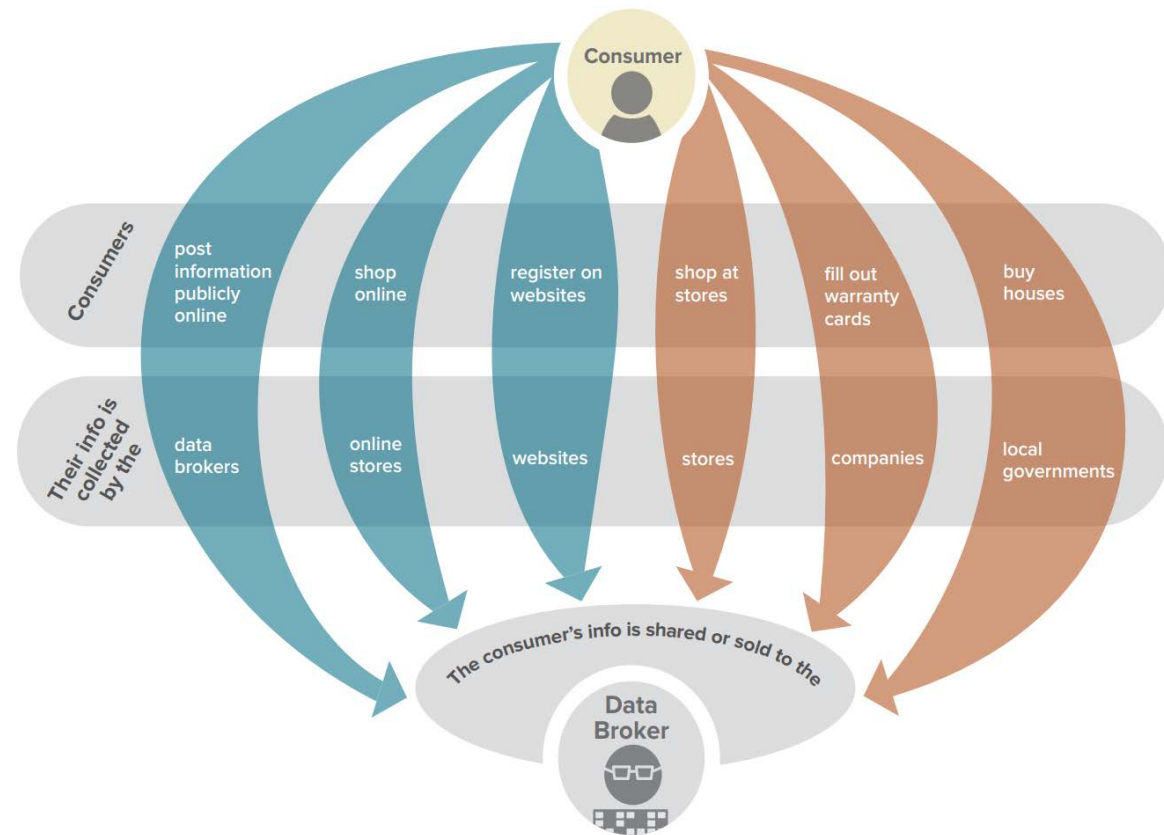 Consumer
Consumers
post
information
publicly
online
shop
online
register on
websites
shop at
stores
fill out
warranty
cards
buy
houses
Their info is
collected
by the
data
brokers
online
stores
websites
stores
companies
local
governments
The consumer's info is shared or sold to the
Data
Broker